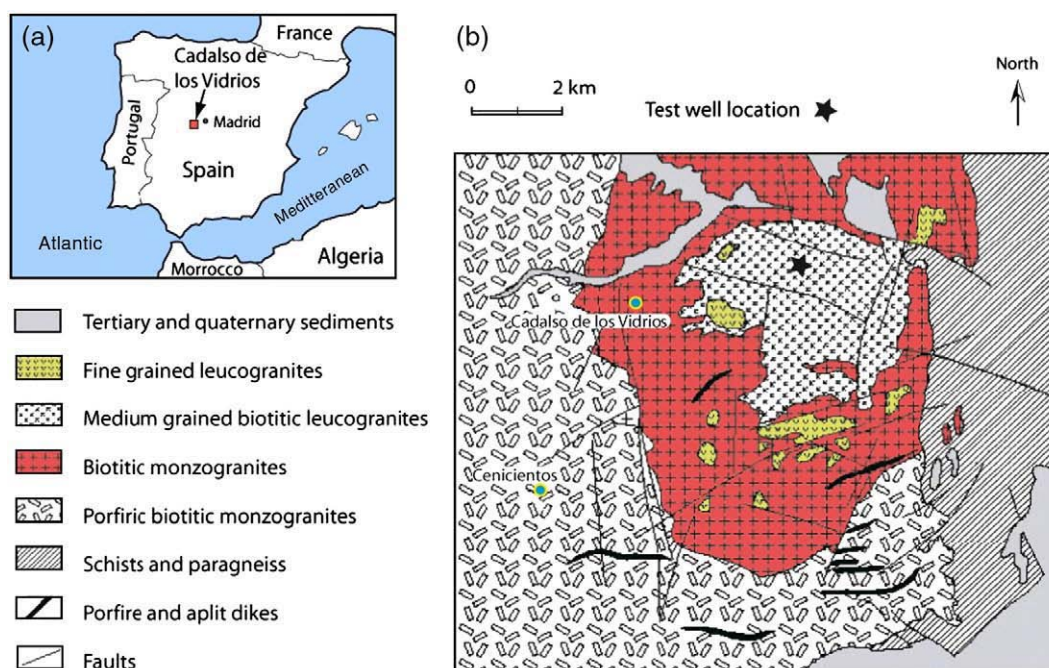 (a)
France
Cadalso de
los Vidrios
Madrid
Portugal
Spain
Mediterranean
Atlantic
Algeria
Morrocco
(b)
North
0 2 km
Test well location
Cadalso de los Vidrios
Cenicientos
Tertiary and quaternary sediments
Fine grained leucogranites
Medium grained biotitic leucogranites
Biotitic monzogranites
Porfiric biotitic monzogranites
Schists and paragneiss
Porfire and aplit dikes
Faults